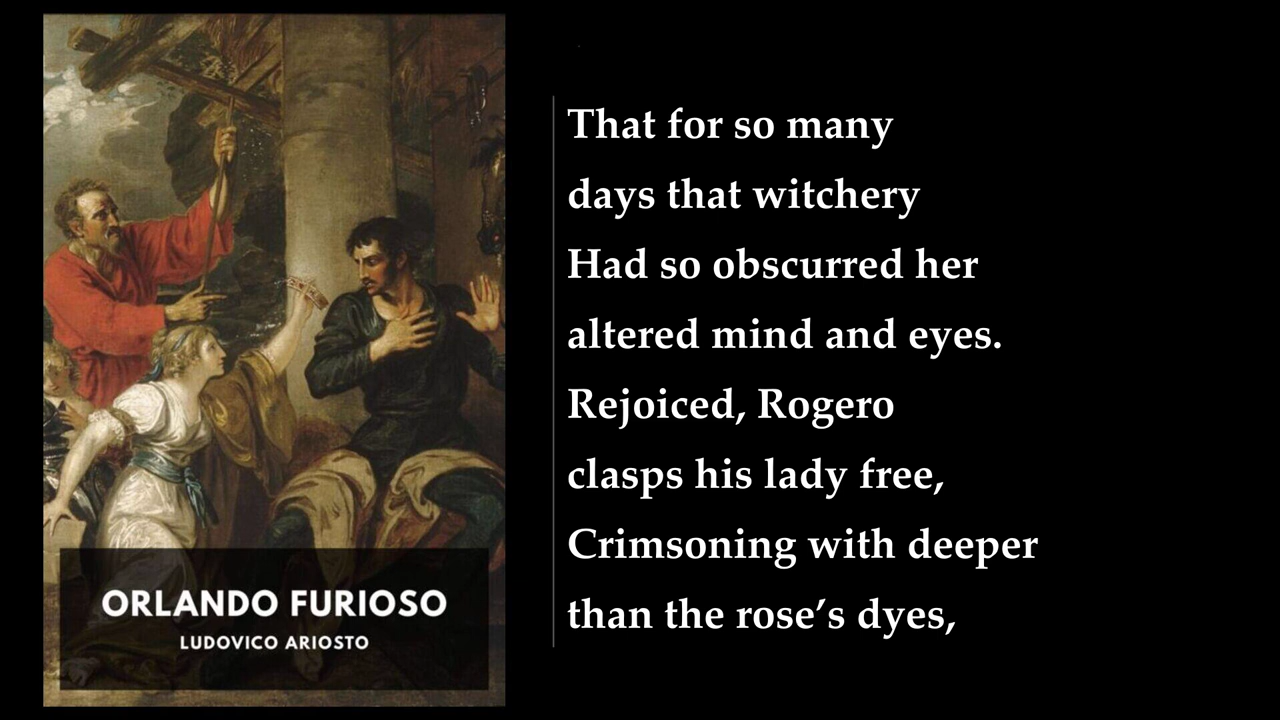 ORLANDO FURIOSO
LUDOVICO ARIOSTO
That for so many
days that witchery
Had so obscurred her
altered mind and eyes.
Rejoiced, Rogero
clasps his lady free,
Crimsoning with deeper
than the rose’s dyes,